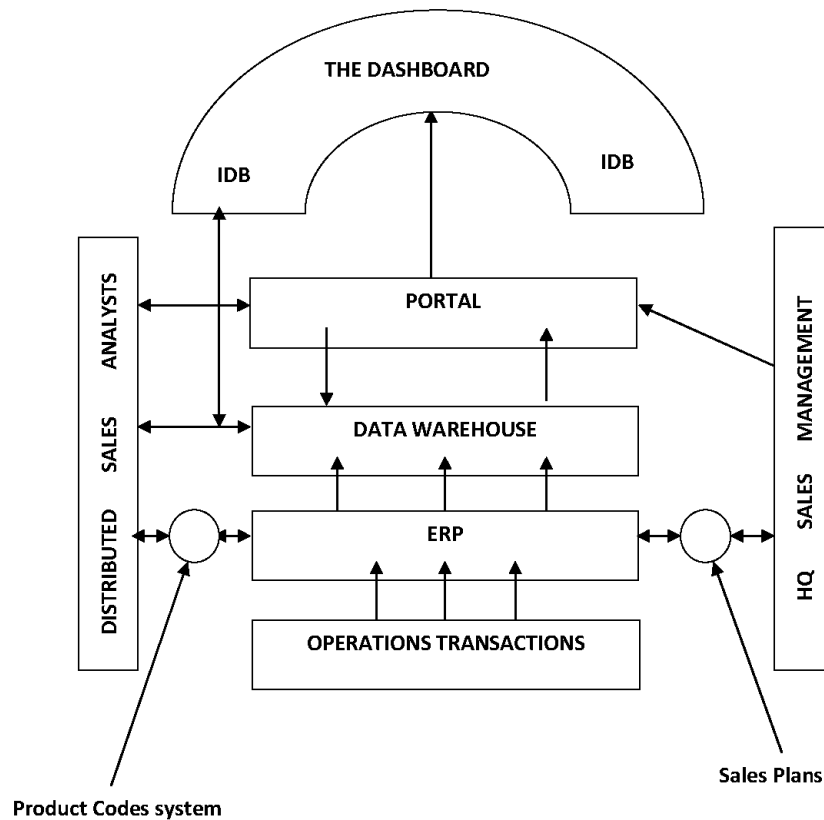 THE DASHBOARD
IDB
IDB
PORTAL
DATA WAREHOUSE
ERP
OPERATIONS TRANSACTIONS
DISTRIBUTED SALES ANALYSTS
HQ SALES MANAGEMENT
Sales Plans
Product Codes system